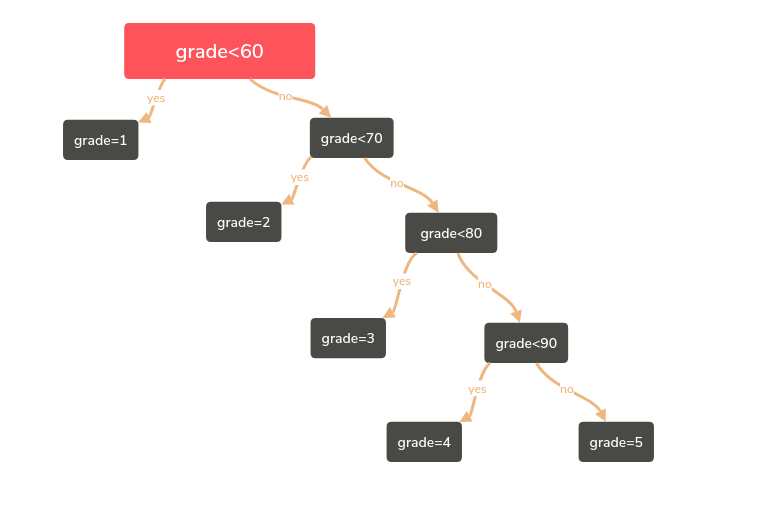 grade<60
yes
no
grade=1
grade<70
yes
no
grade=2
grade<80
yes
no
grade=3
grade<90
yes
no
grade=4
grade=5